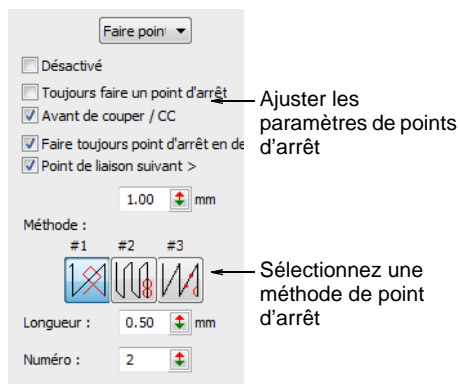 Faire poin
Désactivé
Toujours faire un point d'arrêt
Avant de couper / CC
Faire toujours point d'arrêt en de
Point de liaison suivant >
1.00 mm
Méthode :
#1 #2 #3
Longueur : 0.50 mm
Numéro : 2
Ajuster les
paramètres de points
d'arrêt
Sélectionnez une
méthode de point
d'arrêt